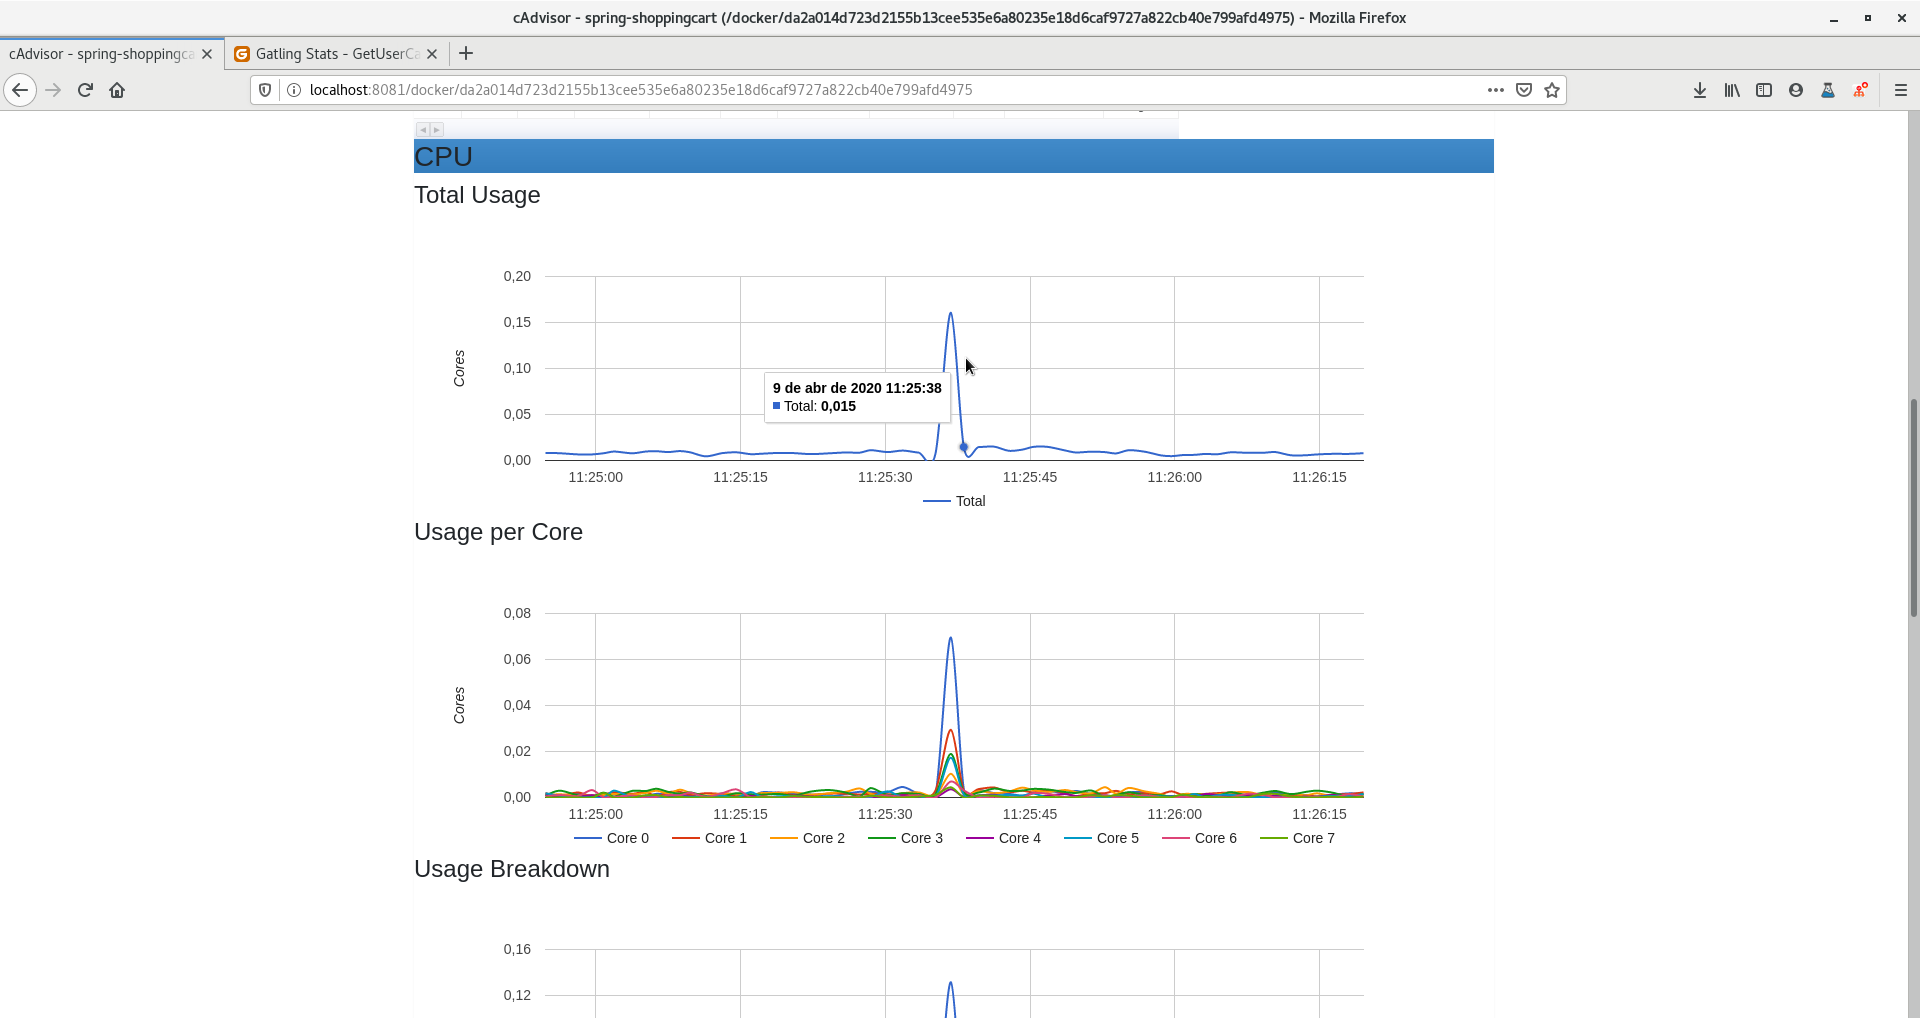 cAdvisor - spring-shoppingcart (/docker/da2a014d723d2155b13cee535e6a80235e18d6caf9727a822cb40e799afd4975) - Mozilla Firefox
cAdvisor - spring-shoppingca
Gatling Stats - GetUserCa
localhost:8081/docker/da2a014d723d2155b13cee535e6a80235e18d6caf9727a822cb40e799afd4975
CPU
Total Usage
0,20
0,15
0,10
0,05
0,00
Cores
9 de abr de 2020 11:25:38
Total: 0,015
11:25:00 11:25:15 11:25:30 11:25:45 11:26:00 11:26:15
Total
Usage per Core
0,08
0,06
0,04
0,02
0,00
Cores
11:25:00 11:25:15 11:25:30 11:25:45 11:26:00 11:26:15
Core 0 Core 1 Core 2 Core 3 Core 4 Core 5 Core 6 Core 7
Usage Breakdown
0,16
0,12